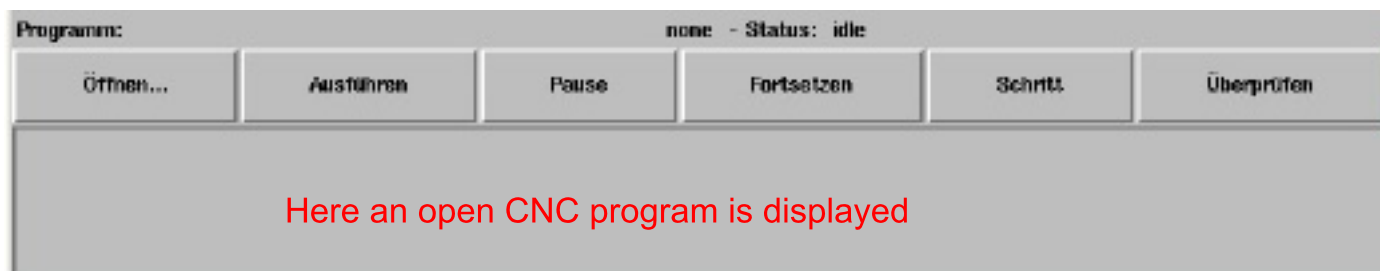 Programm: none - Status: idle
Öffnen... Ausführen Pause Fortsetzen Schritt Überprüfen
Here an open CNC program is displayed